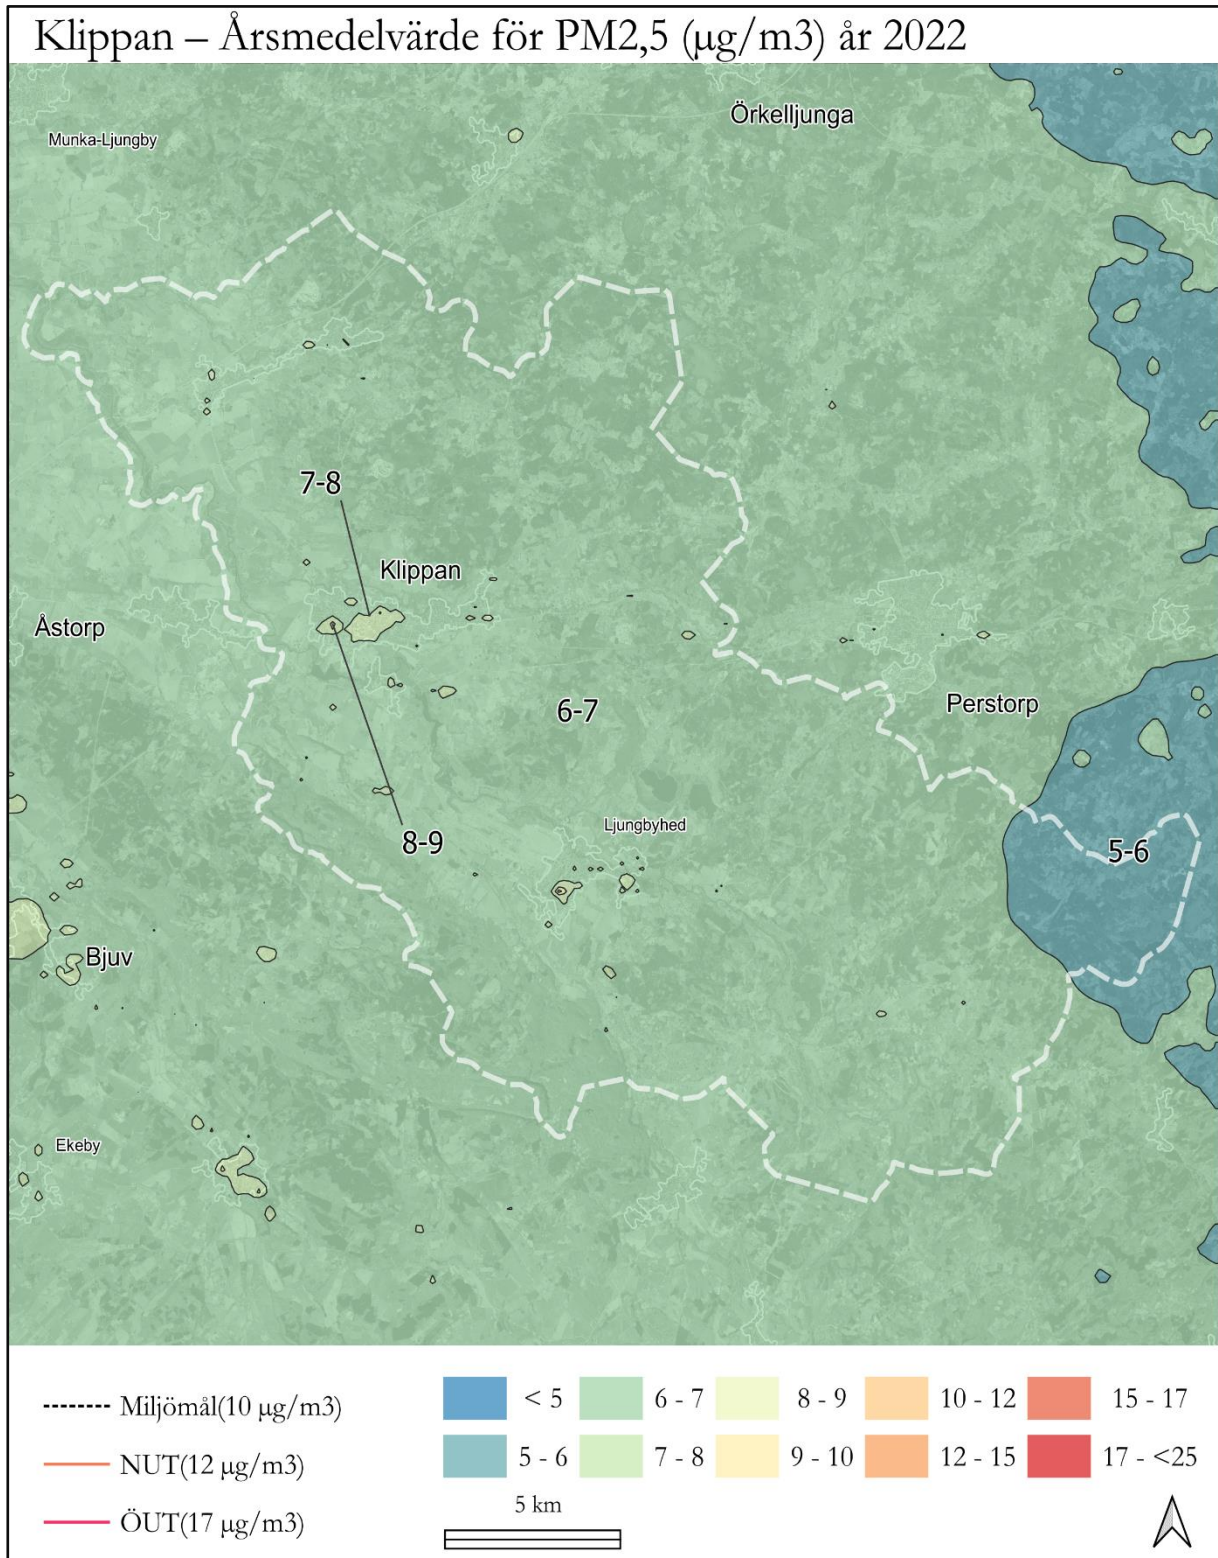 Klippan – Årsmedelvärde för PM2,5 (µg/m3) år 2022
Örkelljunga
Munka-Ljungby
7-8
Klippan
Åstorp
6-7
Perstorp
Ljungbyhed
8-9
5-6
Bjuv
Ekeby
Miljömål(10 µg/m3)
NUT(12 µg/m3)
ÖUT(17 µg/m3)
< 5
6 - 7
8 - 9
10 - 12
15 - 17
5 - 6
7 - 8
9 - 10
12 - 15
17 - <25
5 km